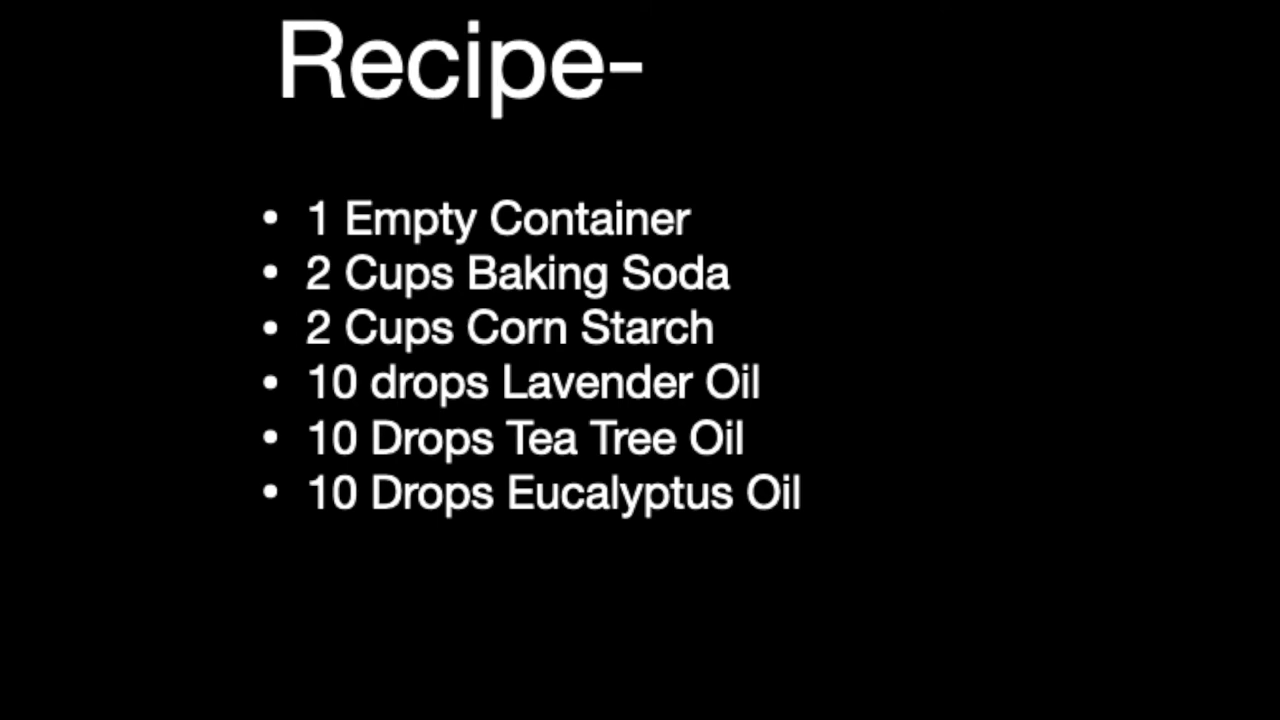 Recipe-
• 1 Empty Container
• 2 Cups Baking Soda
• 2 Cups Corn Starch
• 10 drops Lavender Oil
• 10 Drops Tea Tree Oil
• 10 Drops Eucalyptus Oil